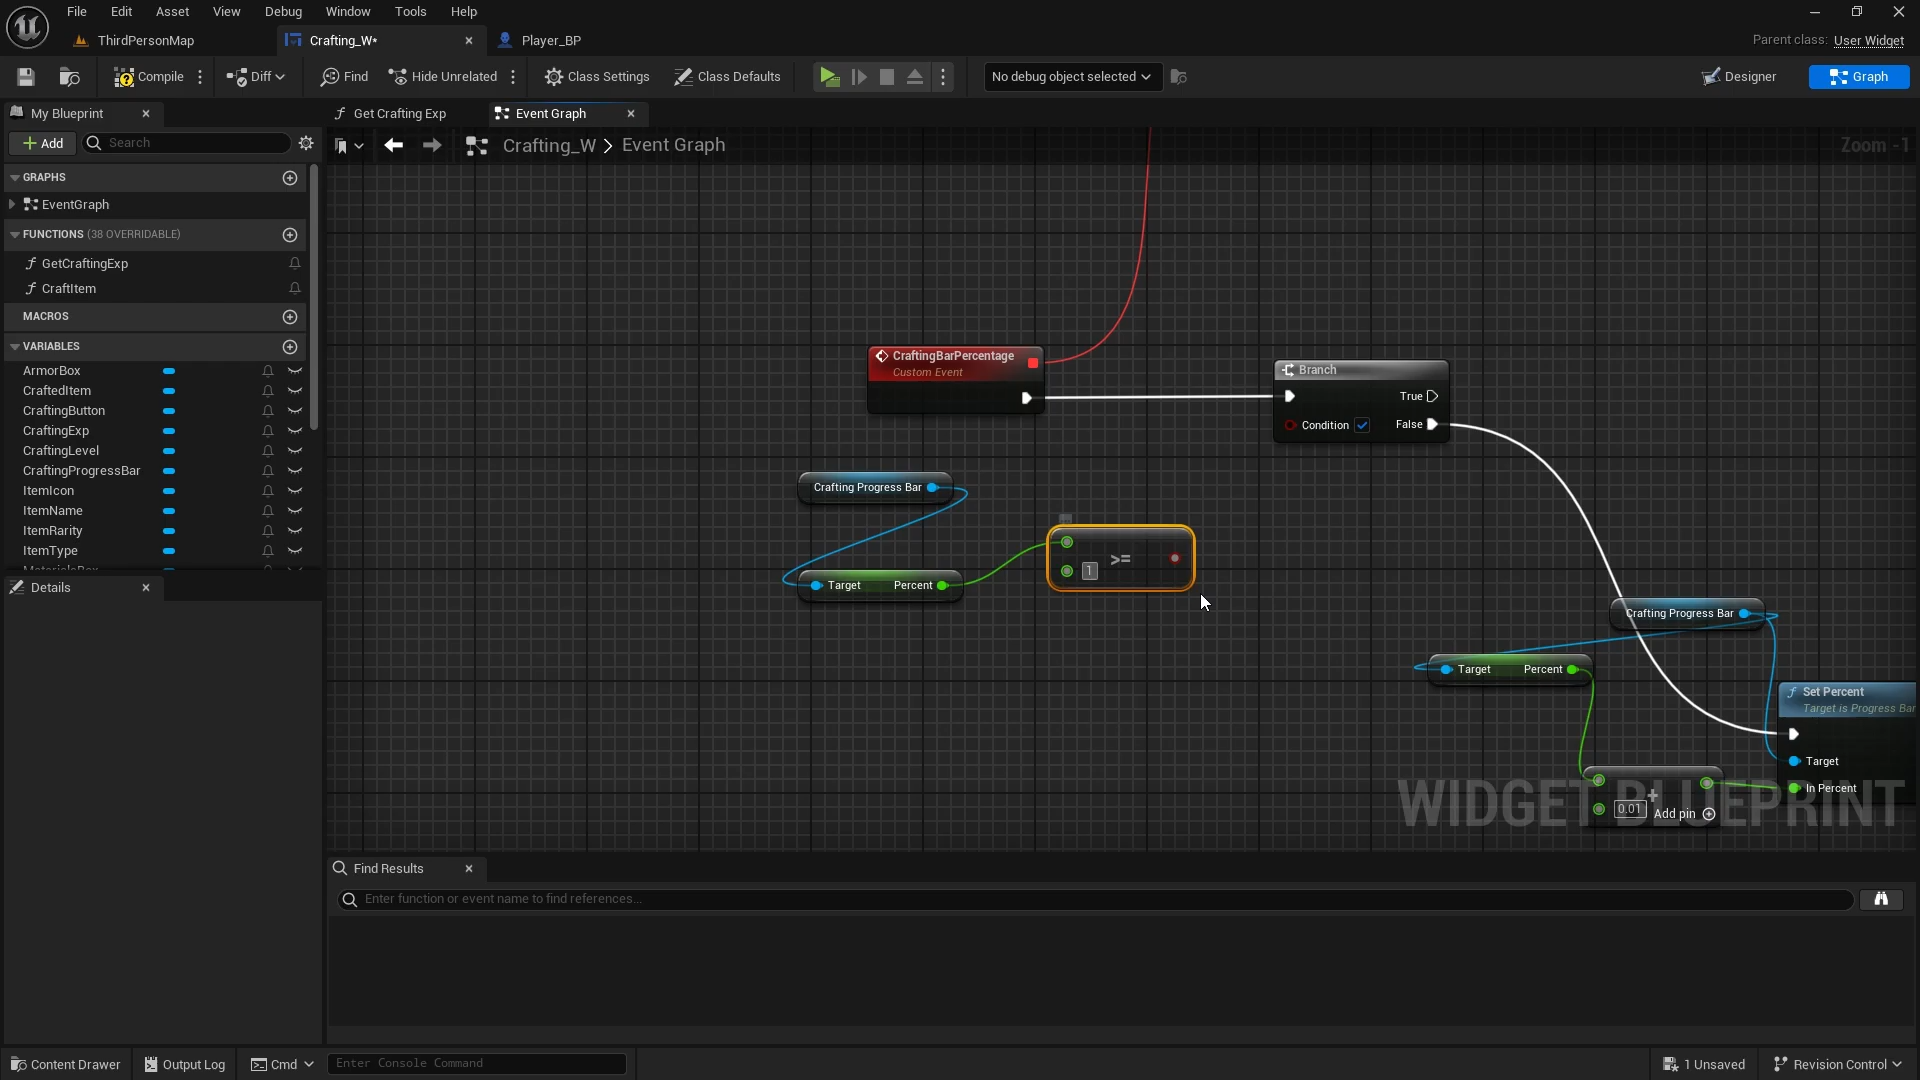 File Edit View Asset Debug Window Tools Help
ThirdPersonMap
Crafting_W*
Player_BP
Parent class: User Widget
Compile
Diff
Find
Hide Unrelated
Class Settings
Class Defaults
No debug object selected
Designer
Graph
My Blueprint
Get Crafting Exp
Event Graph
Add
Search
Crafting_W > Event Graph
Zoom -1
GRAPHS
EventGraph
FUNCTIONS (38 OVERRIDABLE)
GetCraftingExp
CraftItem
MACROS
VARIABLES
ArmorBox
CraftedItem
CraftingButton
CraftingExp
CraftingLevel
CraftingProgressBar
ItemIcon
ItemName
ItemRarity
ItemType
Details
CraftingBarPercentage
Custom Event
Branch
True
Condition
False
Crafting Progress Bar
Target Percent
1
>=
Crafting Progress Bar
Target Percent
Set Percent
Target is Progress Bar
Target
In Percent
0.01
+
Add pin
WIDGET BLUEPRINT
Find Results
Enter function or event name to find references...
Content Drawer
Output Log
Cmd
Enter Console Command
1 Unsaved
Revision Control